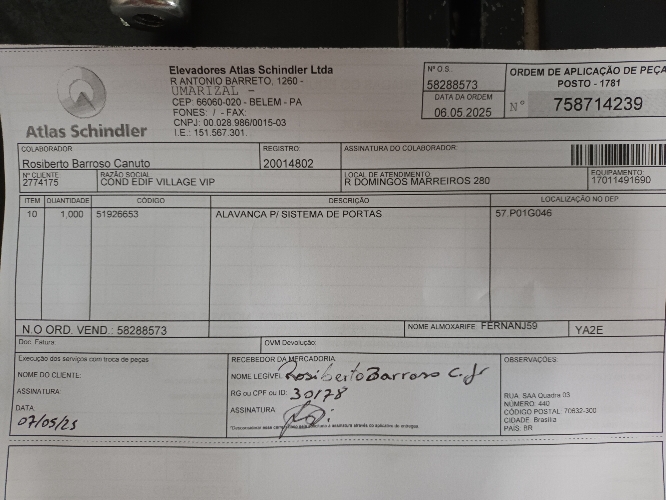 Atlas Schindler
Elevadores Atlas Schindler Ltda
R ANTONIO BARRETO, 1260 -
UMARIZAL -
CEP: 66060-020 - BELEM - PA
FONES: / - FAX:
CNPJ: 00.028.986/0015-03
I.E.: 151.567.301.
Nº O.S.
58288573
DATA DA ORDEM
06.05.2025
ORDEM DE APLICAÇÃO DE PEÇA
POSTO - 1781
N° 758714239
COLABORADOR
Rosiberto Barroso Canuto
REGISTRO:
20014802
ASSINATURA DO COLABORADOR:
Nº CLIENTE
2774175
RAZÃO SOCIAL
COND EDIF VILLAGE VIP
LOCAL DE ATENDIMENTO
R DOMINGOS MARREIROS 280
EQUIPAMENTO
17011491690
ITEM QUANTIDADE CÓDIGO DESCRIÇÃO LOCALIZAÇÃO NO DEP
10 1,000 51926653 ALAVANCA P/ SISTEMA DE PORTAS 57.P01G046
N.O ORD. VEND.: 58288573
NOME ALMOXARIFE. FERNANJ59
YA2E
Doc. Fatura:
OVM Devolução:
Execução dos serviços com troca de peças
NOME DO CLIENTE:
ASSINATURA:
DATA:
07/05/25
RECEBEDOR DA MERCADORIA
NOME LEGÍVEL: Rosiberto Barroso C. Jr
RG ou CPF ou ID: 30178
ASSINATURA
OBSERVAÇÕES:
RUA: SAA Quadra 03
NÚMERO: 440
CÓDIGO POSTAL: 70632-300
CIDADE: Brasilia
PAIS: BR